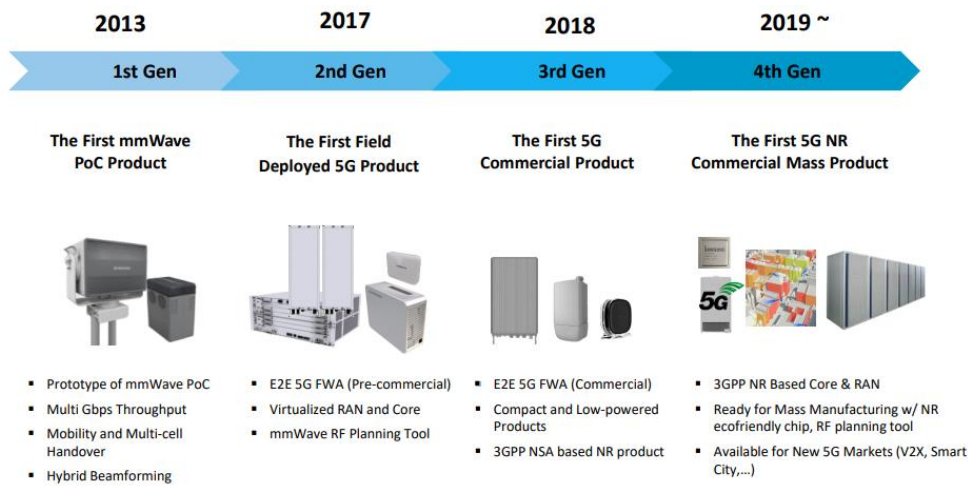 2013
2017
2018
2019 ~
1st Gen
2nd Gen
3rd Gen
4th Gen
The First mmWave
PoC Product
The First Field
Deployed 5G Product
The First 5G
Commercial Product
The First 5G NR
Commercial Mass Product
SAMSUNG
5G
▪ Prototype of mmWave PoC
▪ Multi Gbps Throughput
▪ Mobility and Multi-cell
Handover
▪ Hybrid Beamforming
▪ E2E 5G FWA (Pre-commercial)
▪ Virtualized RAN and Core
▪ mmWave RF Planning Tool
▪ E2E 5G FWA (Commercial)
▪ Compact and Low-powered
Products
▪ 3GPP NSA based NR product
▪ 3GPP NR Based Core & RAN
▪ Ready for Mass Manufacturing w/ NR
ecofriendly chip, RF planning tool
▪ Available for New 5G Markets (V2X, Smart
City,...)